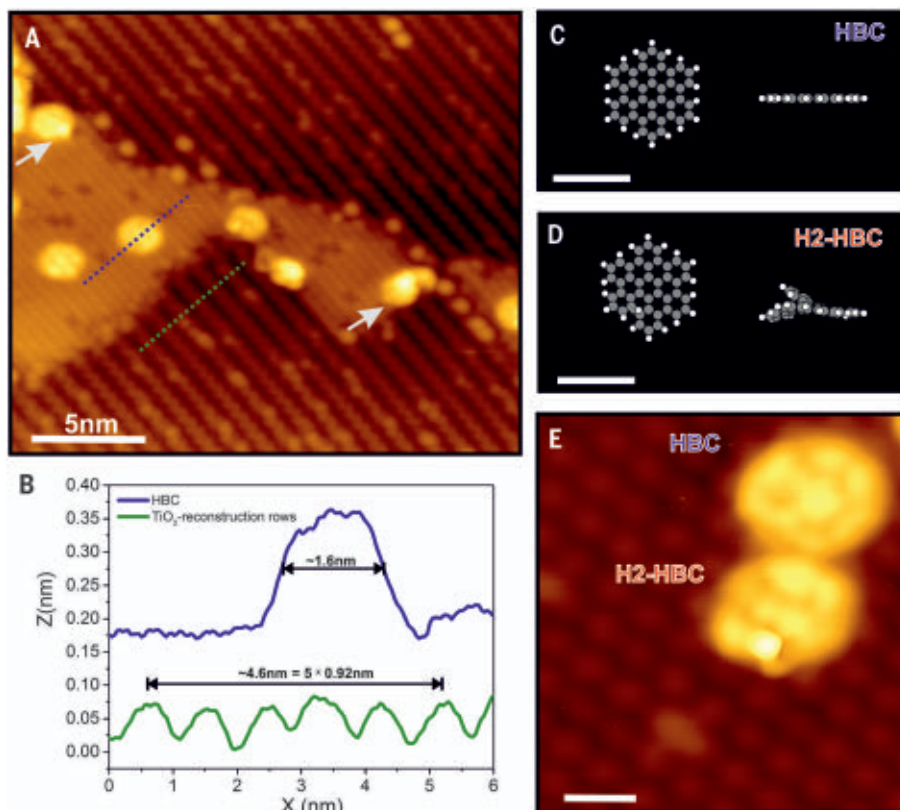 A
5nm
B
HBC
TiO₂-reconstruction rows
~1.6nm
~4.6nm = 5 * 0.92nm
Z(nm)
0.40
0.35
0.30
0.25
0.20
0.15
0.10
0.05
0.00
0 1 2 3 4 5 6
X (nm)
C
HBC
D
H2-HBC
E
HBC
H2-HBC